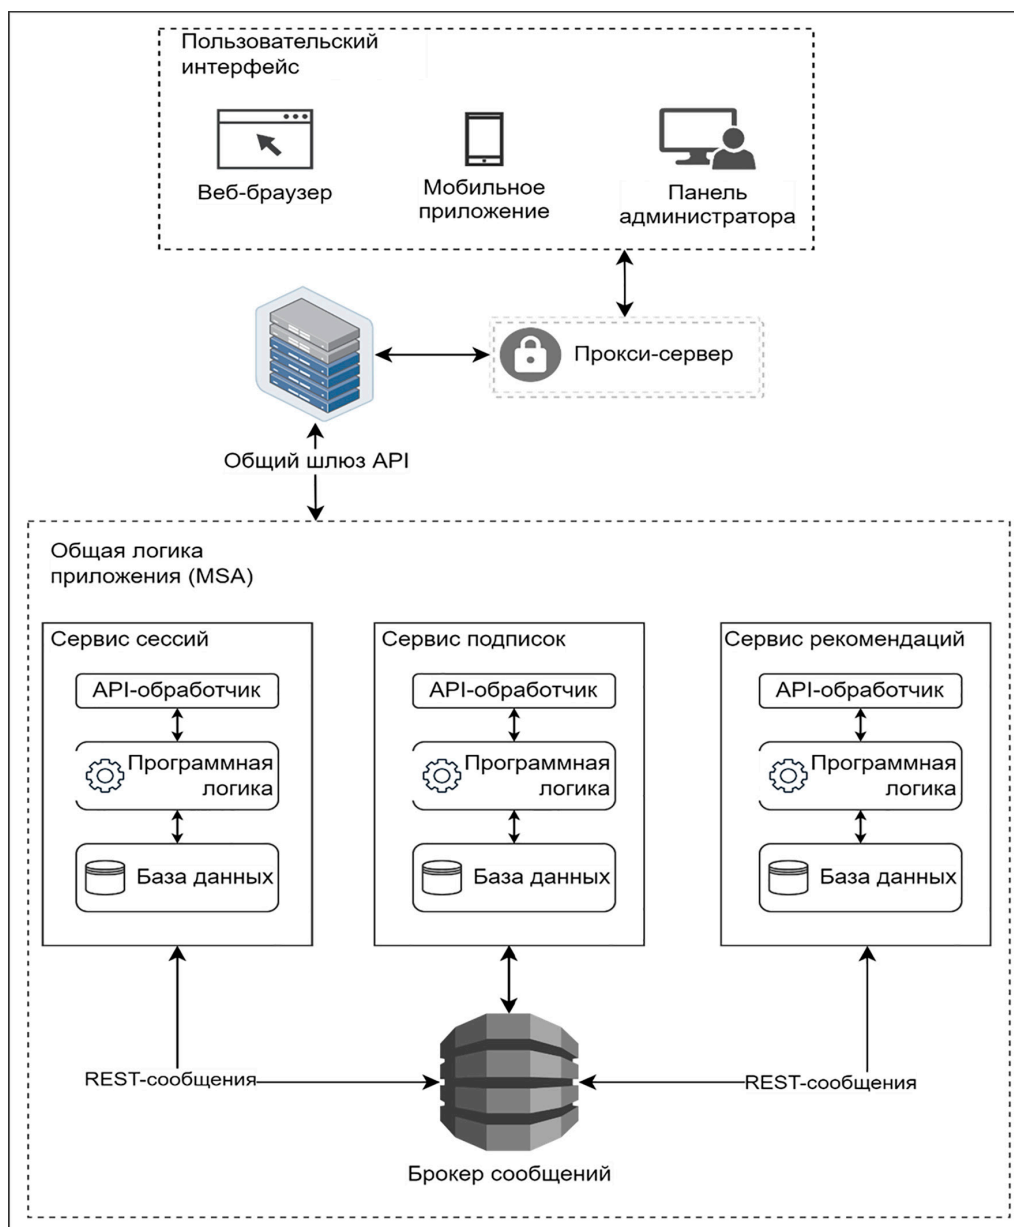 Пользовательский
интерфейс
Веб-браузер
Мобильное
приложение
Панель
администратора
Прокси-сервер
Общий шлюз API
Общая логика
приложения (MSA)
Сервис сессий
API-обработчик
Программная
логика
База данных
Сервис подписок
API-обработчик
Программная
логика
База данных
Сервис рекомендаций
API-обработчик
Программная
логика
База данных
REST-сообщения
REST-сообщения
Брокер сообщений